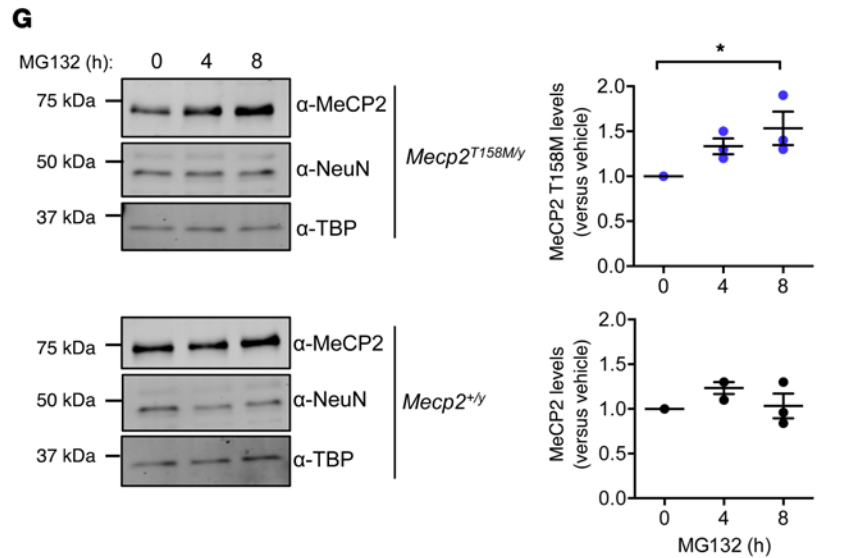 G
MG132 (h): 0 4 8
75 kDa α-MeCP2
50 kDa α-NeuN
37 kDa α-TBP
Mecp2T158M/y
*
2.0
1.5
1.0
0.5
0.0
0 4 8
MeCP2 T158M levels
(versus vehicle)
75 kDa α-MeCP2
50 kDa α-NeuN
37 kDa α-TBP
Mecp2+/y
2.0
1.5
1.0
0.5
0.0
0 4 8
MeCP2 levels
(versus vehicle)
MG132 (h)